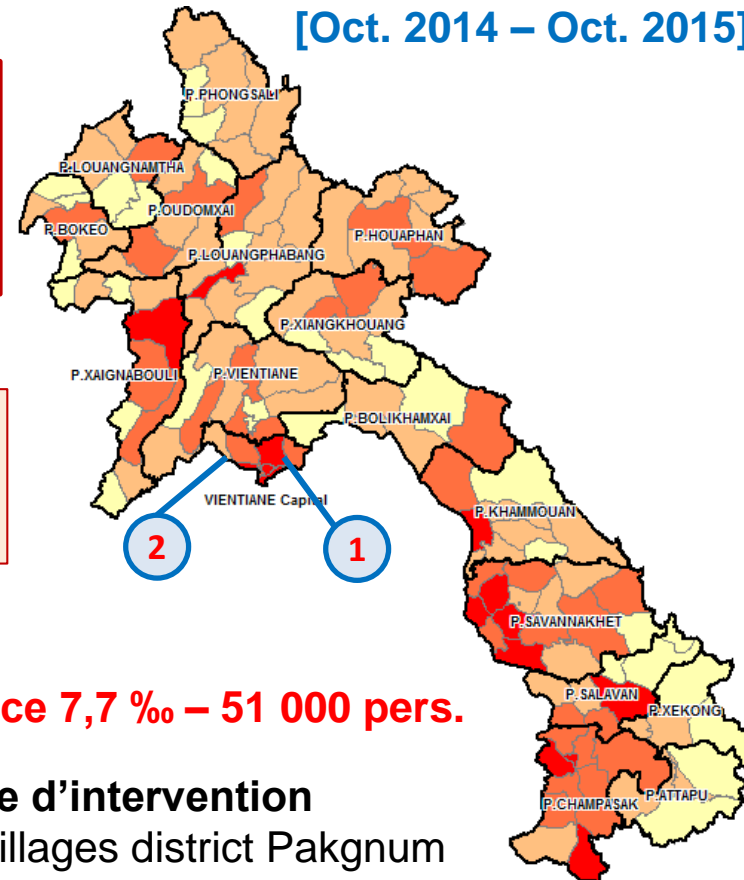 [Oct. 2014 – Oct. 2015]
P.PHONGSALI
P.LOUANGNAMTHA
P.OUDOMXAI
P.BOKEO
P.HOUAPHAN
P.LOUANGPHABANG
P.XIANGKHOUANG
P.XAIGNABOULI
P.VIENTIANE
P.BOLIKHAMXAI
VIENTIANE Capital
P.KHAMMOUAN
2
1
P.SAVANNAKHET
P.SALAVAN
P.XEKONG
P.CHAMPASAK
P.ATTAPU
ce 7,7 ‰ – 51 000 pers.
e d’intervention
illages district Pakgnum